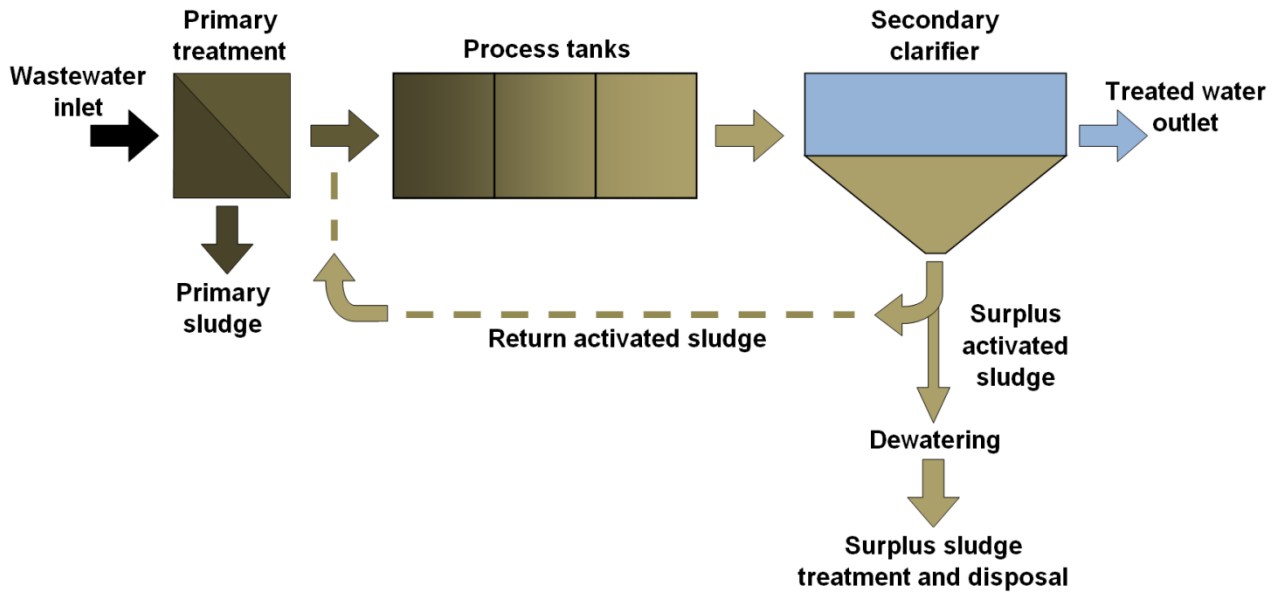 Primary
treatment
Process tanks
Secondary
clarifier
Wastewater
inlet
Treated water
outlet
Primary
sludge
Return activated sludge
Surplus
activated
sludge
Dewatering
Surplus sludge
treatment and disposal